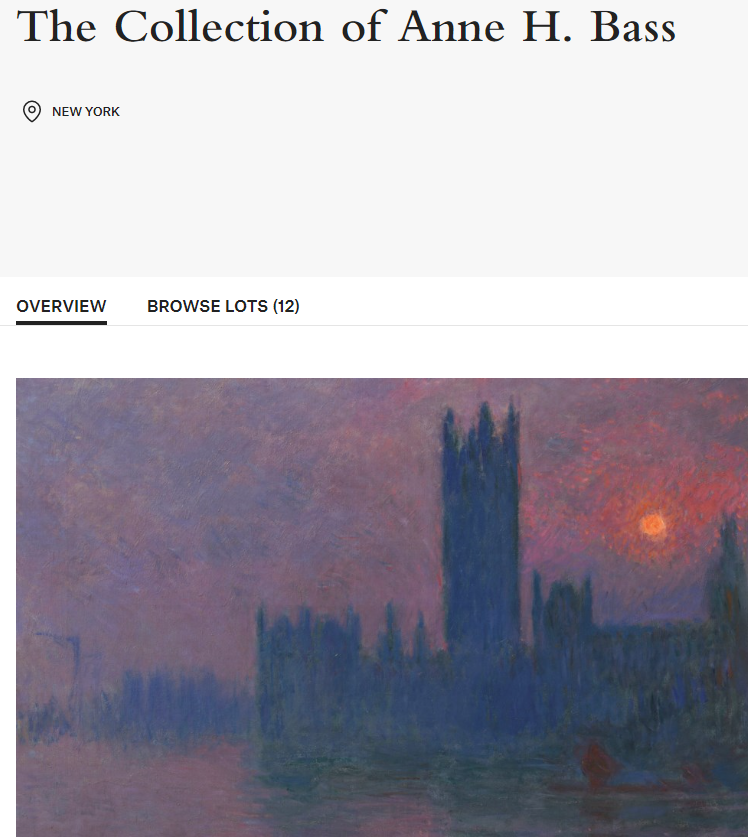 The Collection of Anne H. Bass
NEW YORK
OVERVIEW BROWSE LOTS (12)